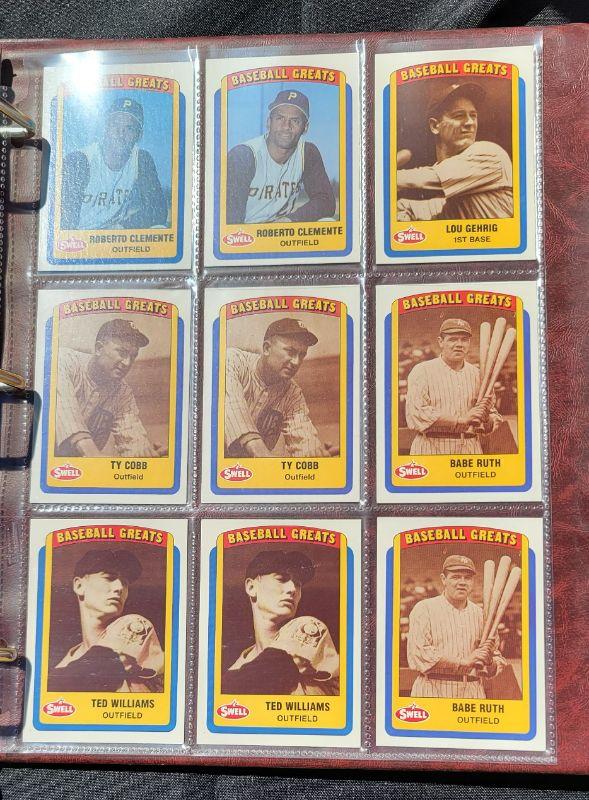 BASEBALL GREATS
P
PIRATES
SWELL
ROBERTO CLEMENTE
OUTFIELD
BASEBALL GREATS
P
PIRATE
SWELL
ROBERTO CLEMENTE
OUTFIELD
BASEBALL GREATS
SWELL
LOU GEHRIG
1ST BASE
BASEBALL GREATS
SWELL
TY COBB
Outfield
BASEBALL GREATS
SWELL
TY COBB
Outfield
BASEBALL GREATS
SWELL
BABE RUTH
OUTFIELD
BASEBALL GREATS
SWELL
TED WILLIAMS
OUTFIELD
BASEBALL GREATS
SWELL
TED WILLIAMS
OUTFIELD
BASEBALL GREATS
SWELL
BABE RUTH
OUTFIELD